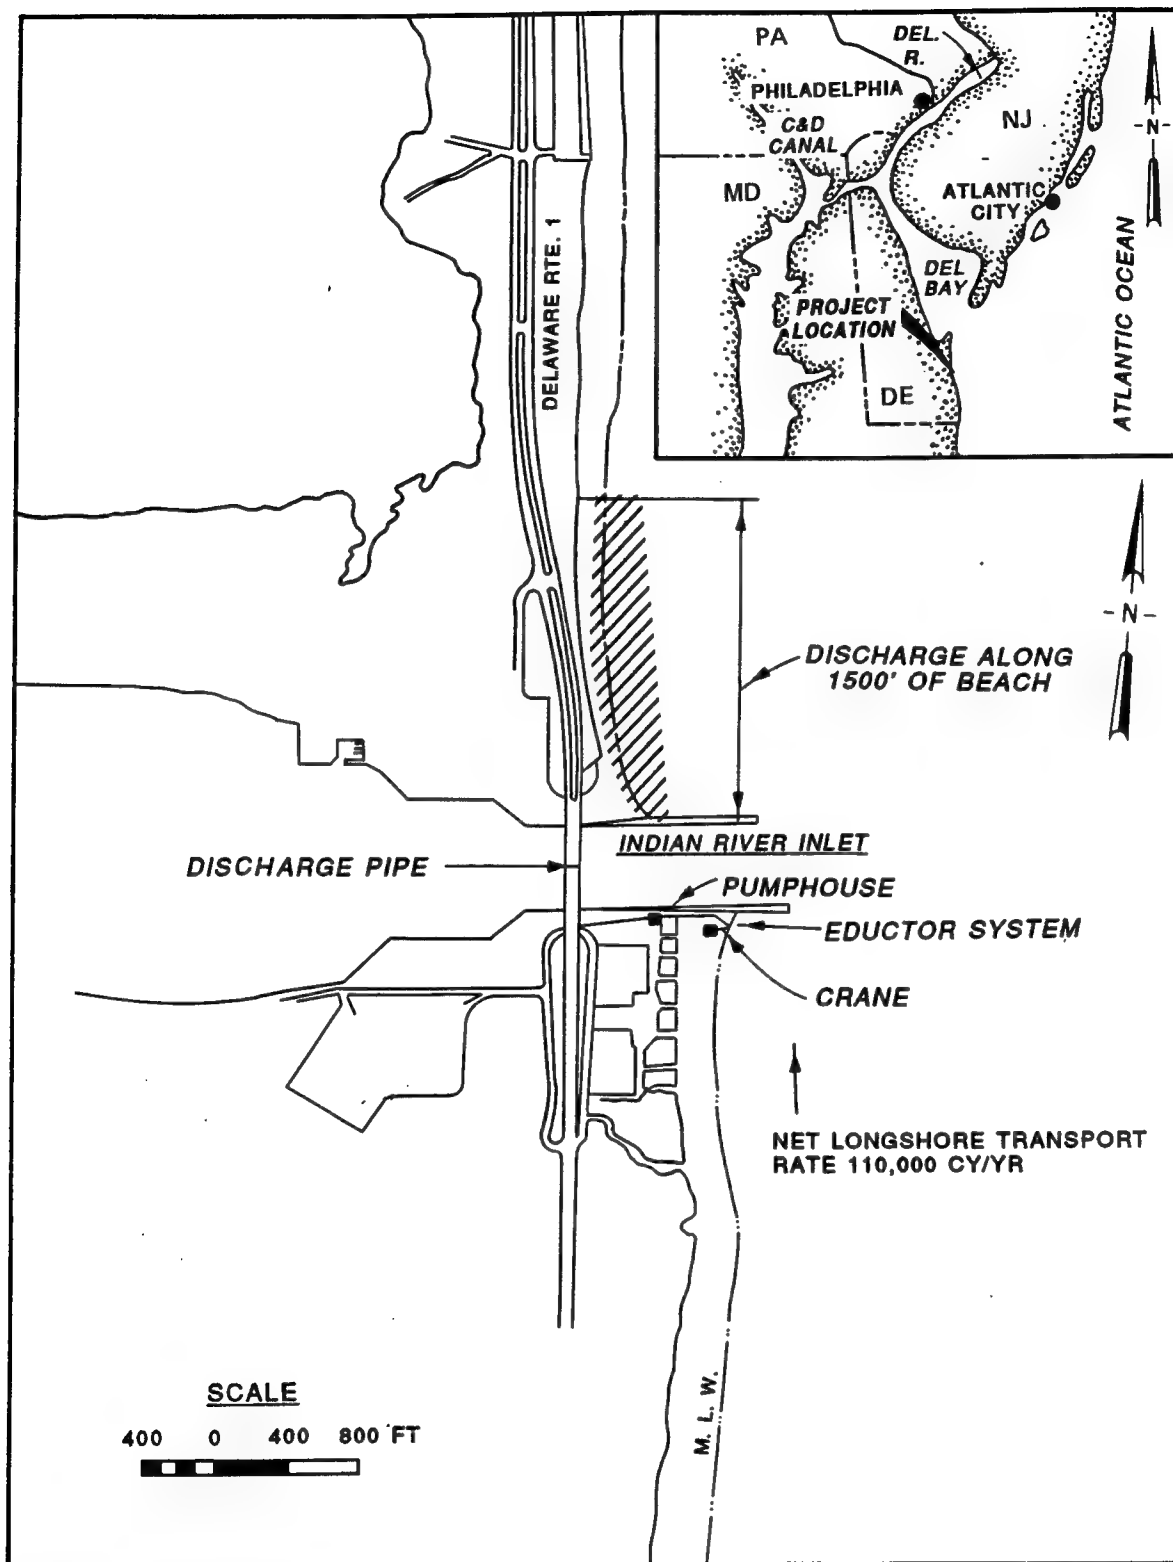 PA
DEL.
R.
PHILADELPHIA
C&D
CANAL
NJ
-N-
MD
ATLANTIC
CITY
DEL
BAY
PROJECT
LOCATION
DE
ATLANTIC OCEAN
DELAWARE RTE. 1
-N-
DISCHARGE ALONG
1500' OF BEACH
INDIAN RIVER INLET
DISCHARGE PIPE
PUMPHOUSE
EDUCTOR SYSTEM
CRANE
NET LONGSHORE TRANSPORT
RATE 110,000 CY/YR
M. L. W.
SCALE
400 0 400 800 FT